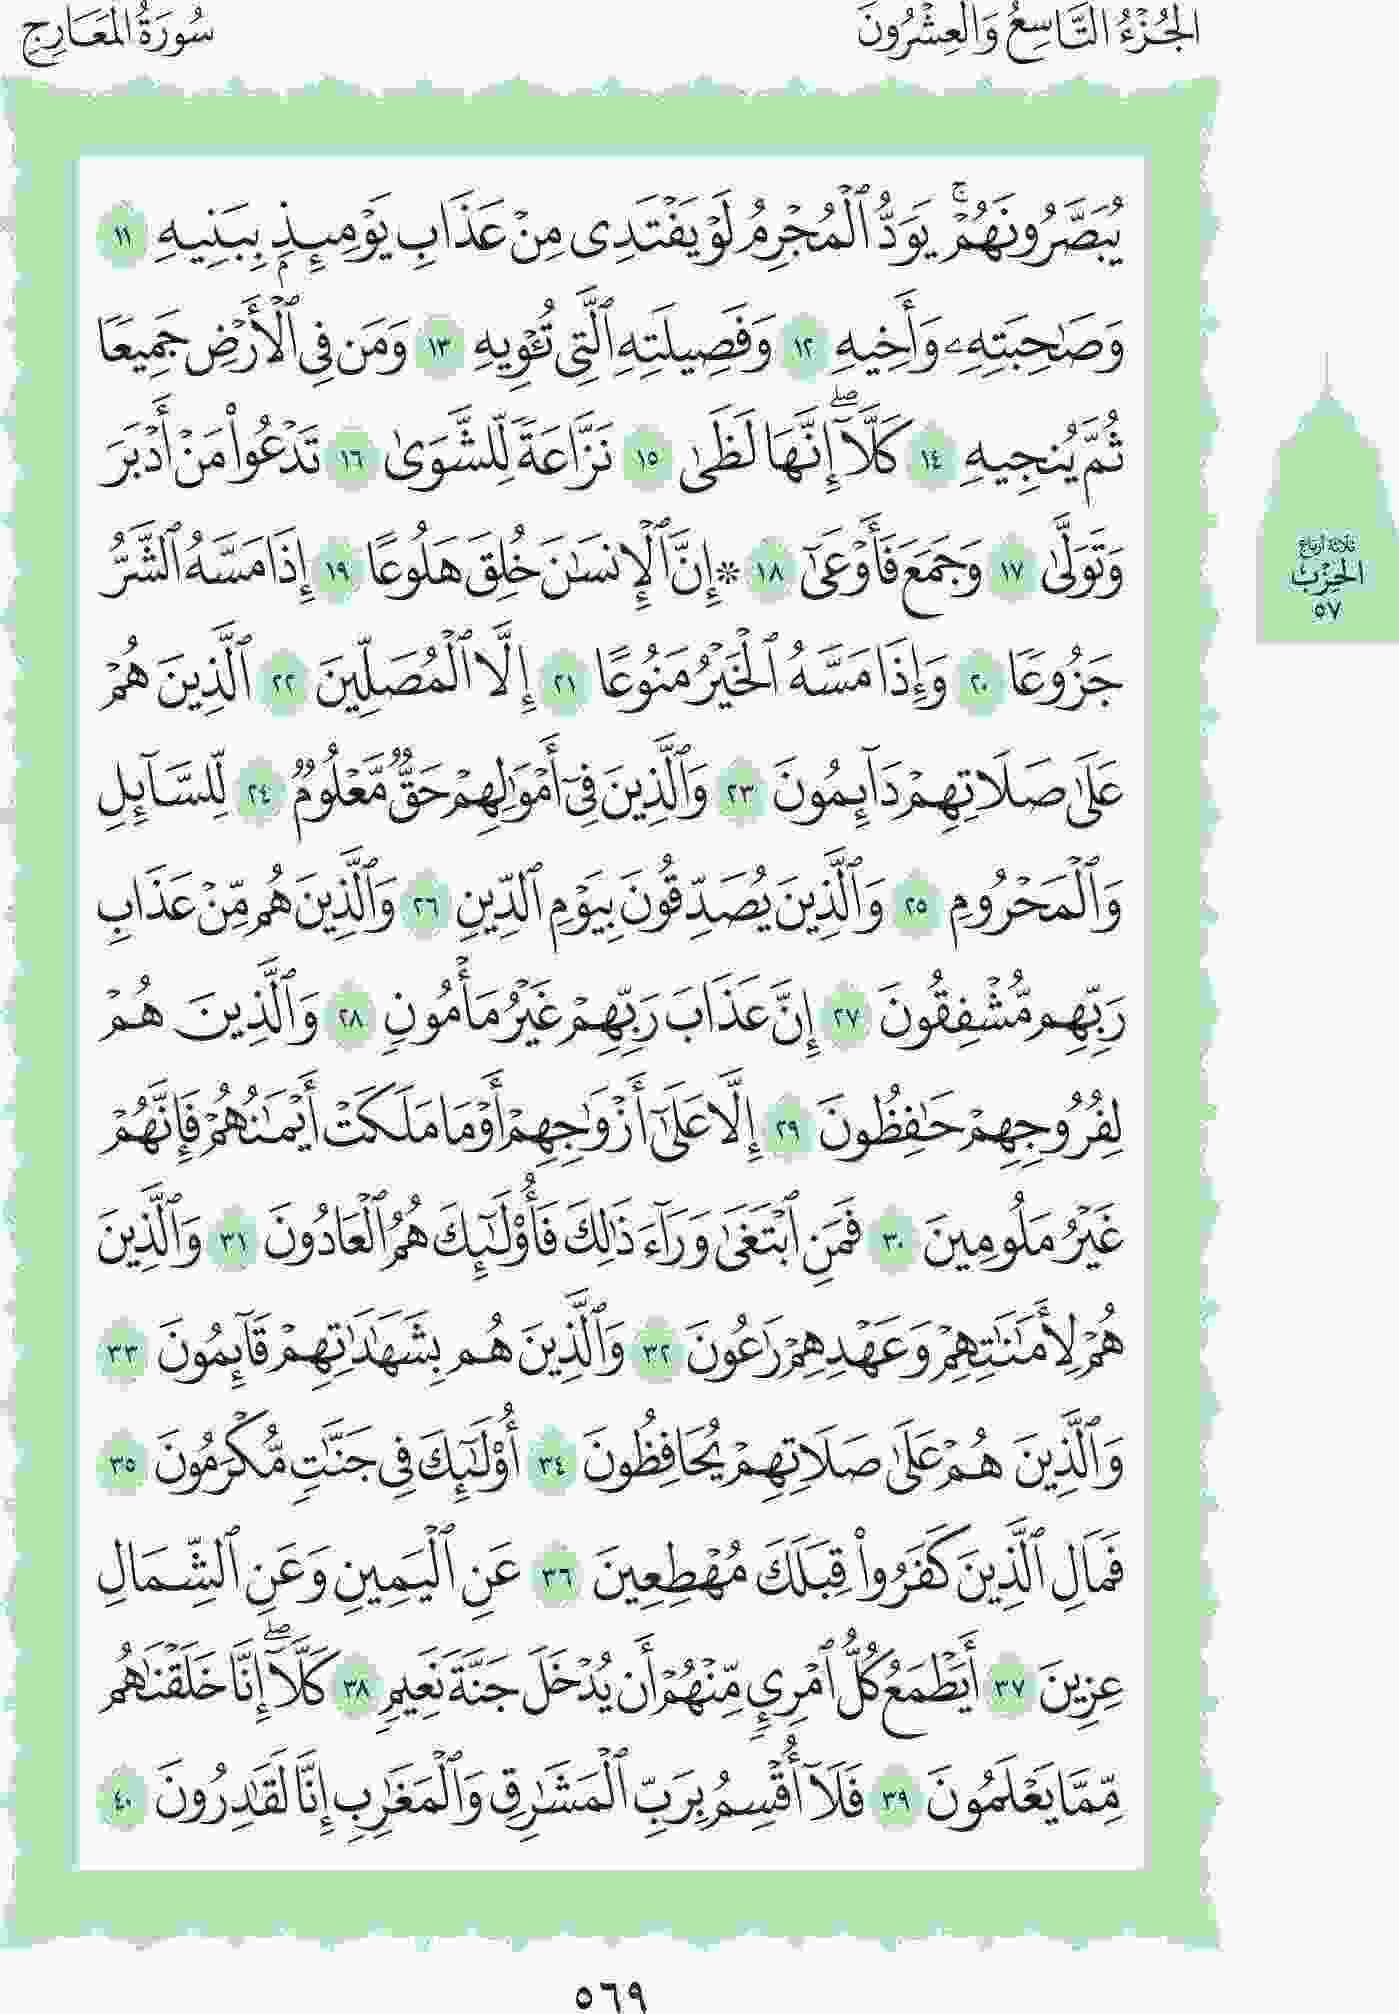 الجُزْءُ التَّاسِعُ وَالْعِشْرُونَ
سُورَةُ المَعَارِجِ
يُبَصَّرُونَهُمْۚ يَوَدُّ ٱلْمُجْرِمُ لَوْ يَفْتَدِى مِنْ عَذَابِ يَوْمِئِذِۭ بِبَنِيهِ ١١
وَصَٰحِبَتِهِۦ وَأَخِيهِ ١٢ وَفَصِيلَتِهِ ٱلَّتِى تُـْٔوِيهِ ١٣ وَمَن فِى ٱلْأَرْضِ جَمِيعًا
ثُمَّ يُنجِيهِ ١٤ كَلَّآۖ إِنَّهَا لَظَىٰ ١٥ نَزَّاعَةً لِّلشَّوَىٰ ١٦ تَدْعُوا۟ مَنْ أَدْبَرَ
وَتَوَلَّىٰ ١٧ وَجَمَعَ فَأَوْعَىٰٓ ١٨ ۞ إِنَّ ٱلْإِنسَٰنَ خُلِقَ هَلُوعًا ١٩ إِذَا مَسَّهُ ٱلشَّرُّ
جَزُوعًا ٢٠ وَإِذَا مَسَّهُ ٱلْخَيْرُ مَنُوعًا ٢١ إِلَّا ٱلْمُصَلِّينَ ٢٢ ٱلَّذِينَ هُمْ
عَلَىٰ صَلَاتِهِمْ دَآئِمُونَ ٢٣ وَٱلَّذِينَ فِىٓ أَمْوَٰلِهِمْ حَقٌّ مَّعْلُومٌ ٢٤ لِّلسَّآئِلِ
وَٱلْمَحْرُومِ ٢٥ وَٱلَّذِينَ يُصَدِّقُونَ بِيَوْمِ ٱلدِّينِ ٢٦ وَٱلَّذِينَ هُم مِّنْ عَذَابِ
رَبِّهِم مُّشْفِقُونَ ٢٧ إِنَّ عَذَابَ رَبِّهِمْ غَيْرُ مَأْمُونٍ ٢٨ وَٱلَّذِينَ هُمْ
لِفُرُوجِهِمْ حَٰفِظُونَ ٢٩ إِلَّا عَلَىٰٓ أَزْوَٰجِهِمْ أَوْ مَا مَلَكَتْ أَيْمَٰنُهُمْ فَإِنَّهُمْ
غَيْرُ مَلُومِينَ ٣٠ فَمَنِ ٱبْتَغَىٰ وَرَآءَ ذَٰلِكَ فَأُو۟لَٰٓئِكَ هُمُ ٱلْعَادُونَ ٣١ وَٱلَّذِينَ
هُمْ لِأَمَٰنَٰتِهِمْ وَعَهْدِهِمْ رَٰعُونَ ٣٢ وَٱلَّذِينَ هُم بِشَهَٰدَٰتِهِمْ قَآئِمُونَ ٣٣
وَٱلَّذِينَ هُمْ عَلَىٰ صَلَاتِهِمْ يُحَافِظُونَ ٣٤ أُو۟لَٰٓئِكَ فِى جَنَّٰتٍ مُّكْرَمُونَ ٣٥
فَمَالِ ٱلَّذِينَ كَفَرُوا۟ قِبَلَكَ مُهْطِعِينَ ٣٦ عَنِ ٱلْيَمِينِ وَعَنِ ٱلشِّمَالِ
عِزِينَ ٣٧ أَيَطْمَعُ كُلُّ ٱمْرِئٍ مِّنْهُمْ أَن يُدْخَلَ جَنَّةَ نَعِيمٍ ٣٨ كَلَّآۖ إِنَّا خَلَقْنَٰهُم
مِّمَّا يَعْلَمُونَ ٣٩ فَلَآ أُقْسِمُ بِرَبِّ ٱلْمَشَٰرِقِ وَٱلْمَغَٰرِبِ إِنَّا لَقَٰدِرُونَ ٤٠
ثلاثة أرباع
الحِزْب
٥٧
٥٦٩